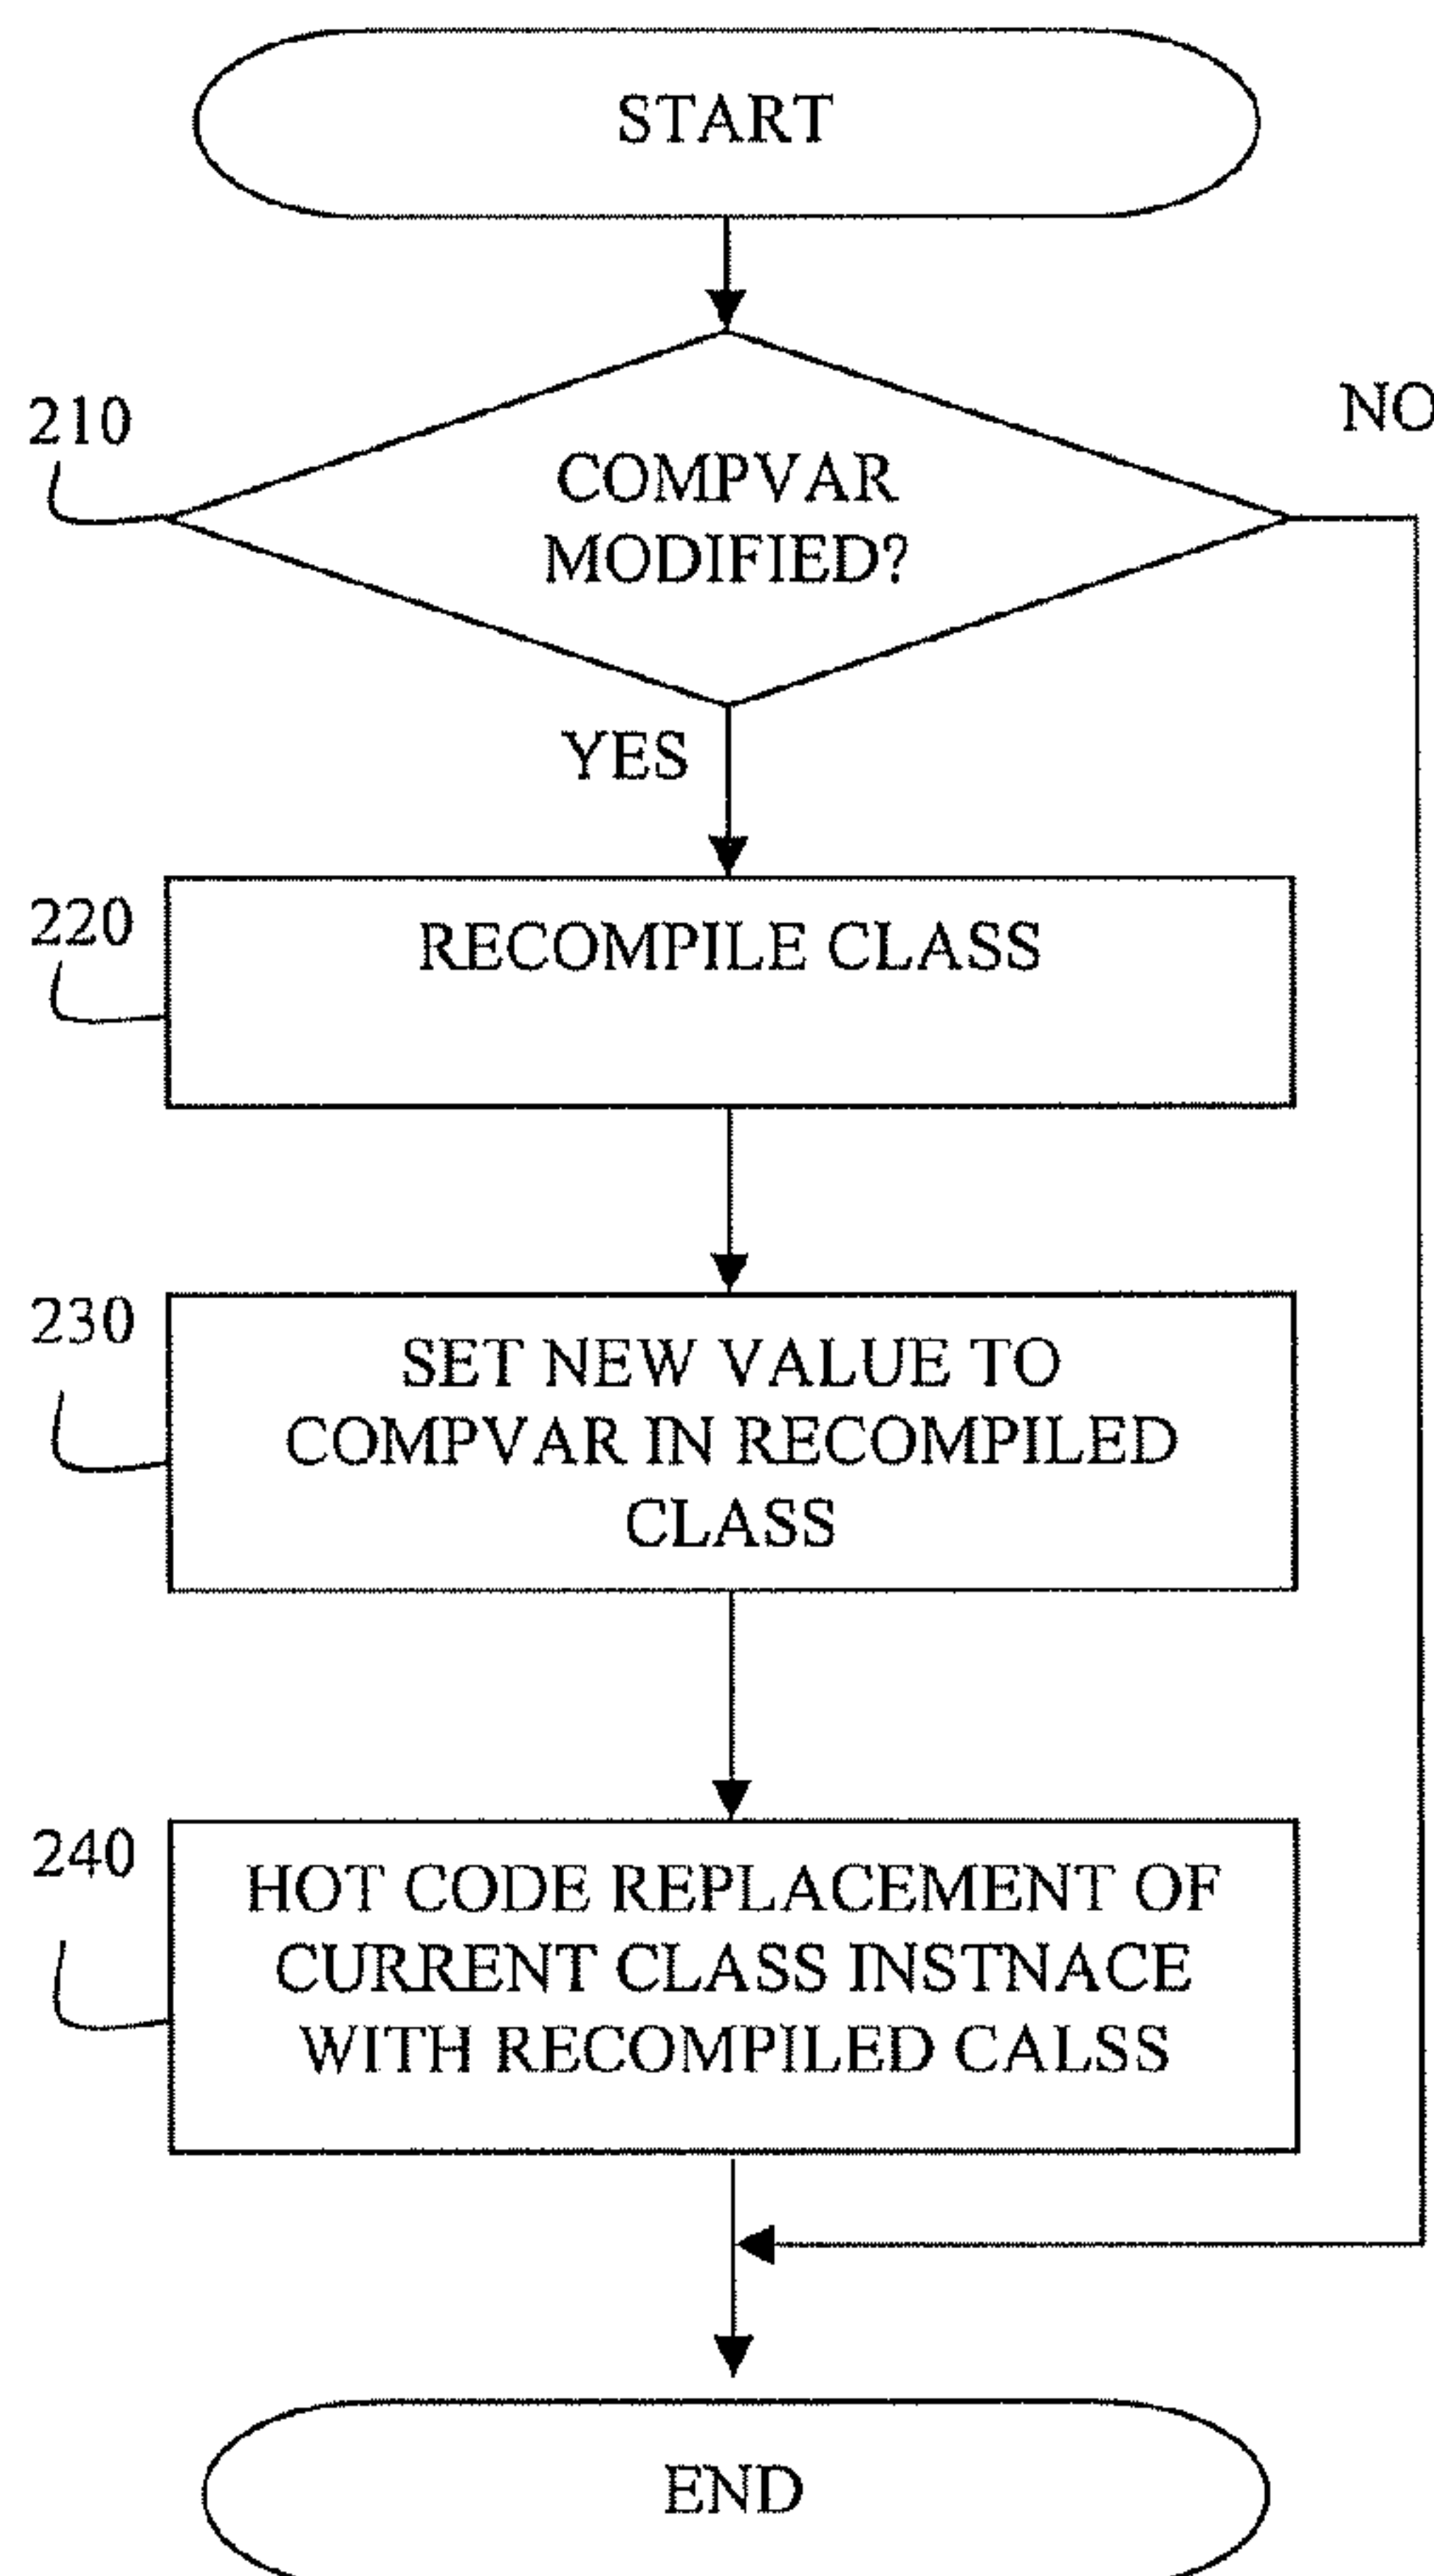 START
210
NO
COMPVAR
MODIFIED?
YES
220
RECOMPILE CLASS
230
SET NEW VALUE TO
COMPVAR IN RECOMPILED
CLASS
240
HOT CODE REPLACEMENT OF
CURRENT CLASS INSTNACE
WITH RECOMPILED CALSS
END